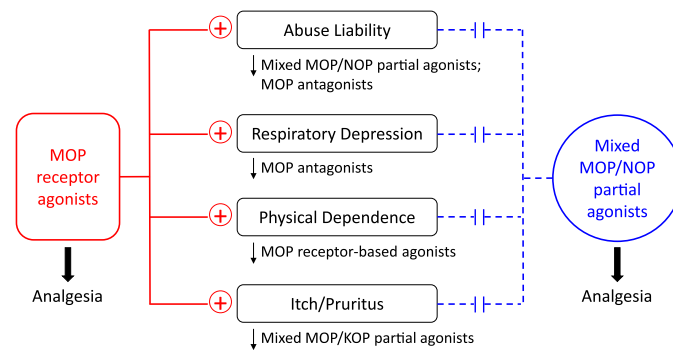 Abuse Liability
Mixed MOP/NOP partial agonists;
MOP antagonists
Respiratory Depression
MOP antagonists
Physical Dependence
MOP receptor-based agonists
Itch/Pruritus
Mixed MOP/KOP partial agonists
MOP
receptor
agonists
Analgesia
Mixed
MOP/NOP
partial
agonists
Analgesia